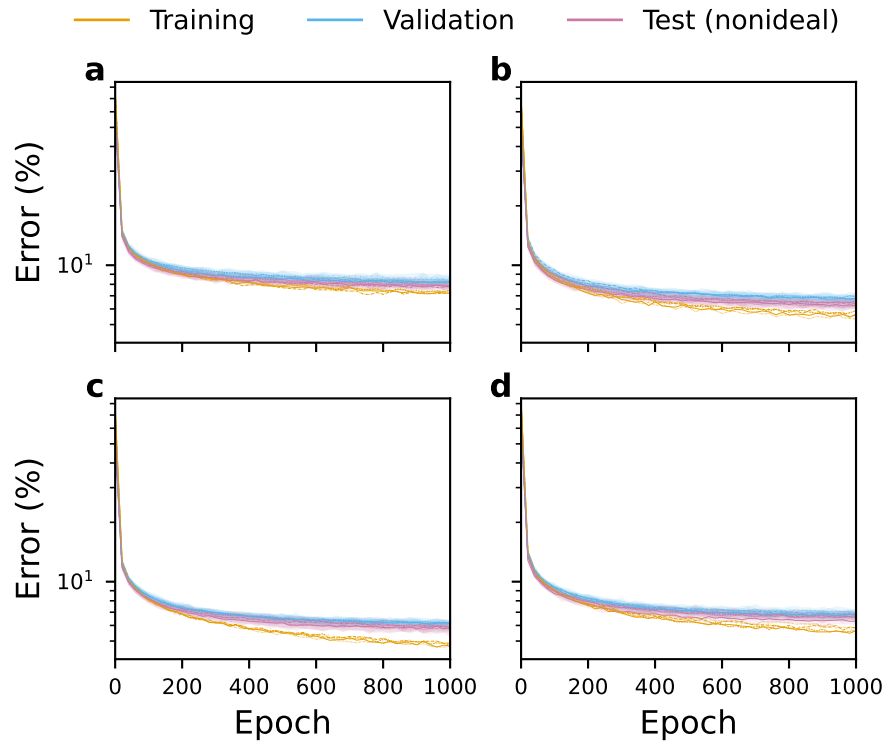 Training Validation Test (nonideal)
a b
Error (%)
10¹
10¹
c d
Error (%)
10¹
10¹
0 200 400 600 800 1000
0 200 400 600 800 1000
Epoch Epoch